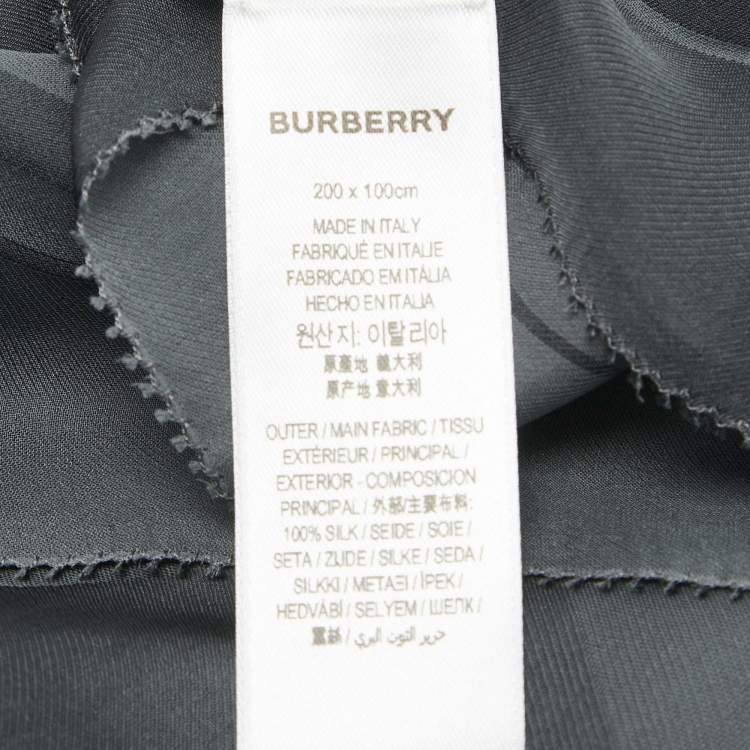 BURBERRY
200 x 100cm
MADE IN ITALY
FABRIQUÉ EN ITALIE
FABRICADO EM ITÁLIA
HECHO EN ITALIA
원산지: 이탈리아
原產地 義大利
原产地 意大利
OUTER / MAIN FABRIC / TISSU
EXTÉRIEUR / PRINCIPAL /
EXTERIOR - COMPOSICION
PRINCIPAL / 外部/主要布料:
100% SILK / SEIDE / SOIE /
SETA / ZIJDE / SILKE / SEDA /
SILKKI / ΜΕΤΑΞΙ / İPEK /
HEDVÁBÍ / SELYEM / ШЕЛК /
/ حرير التوت البري